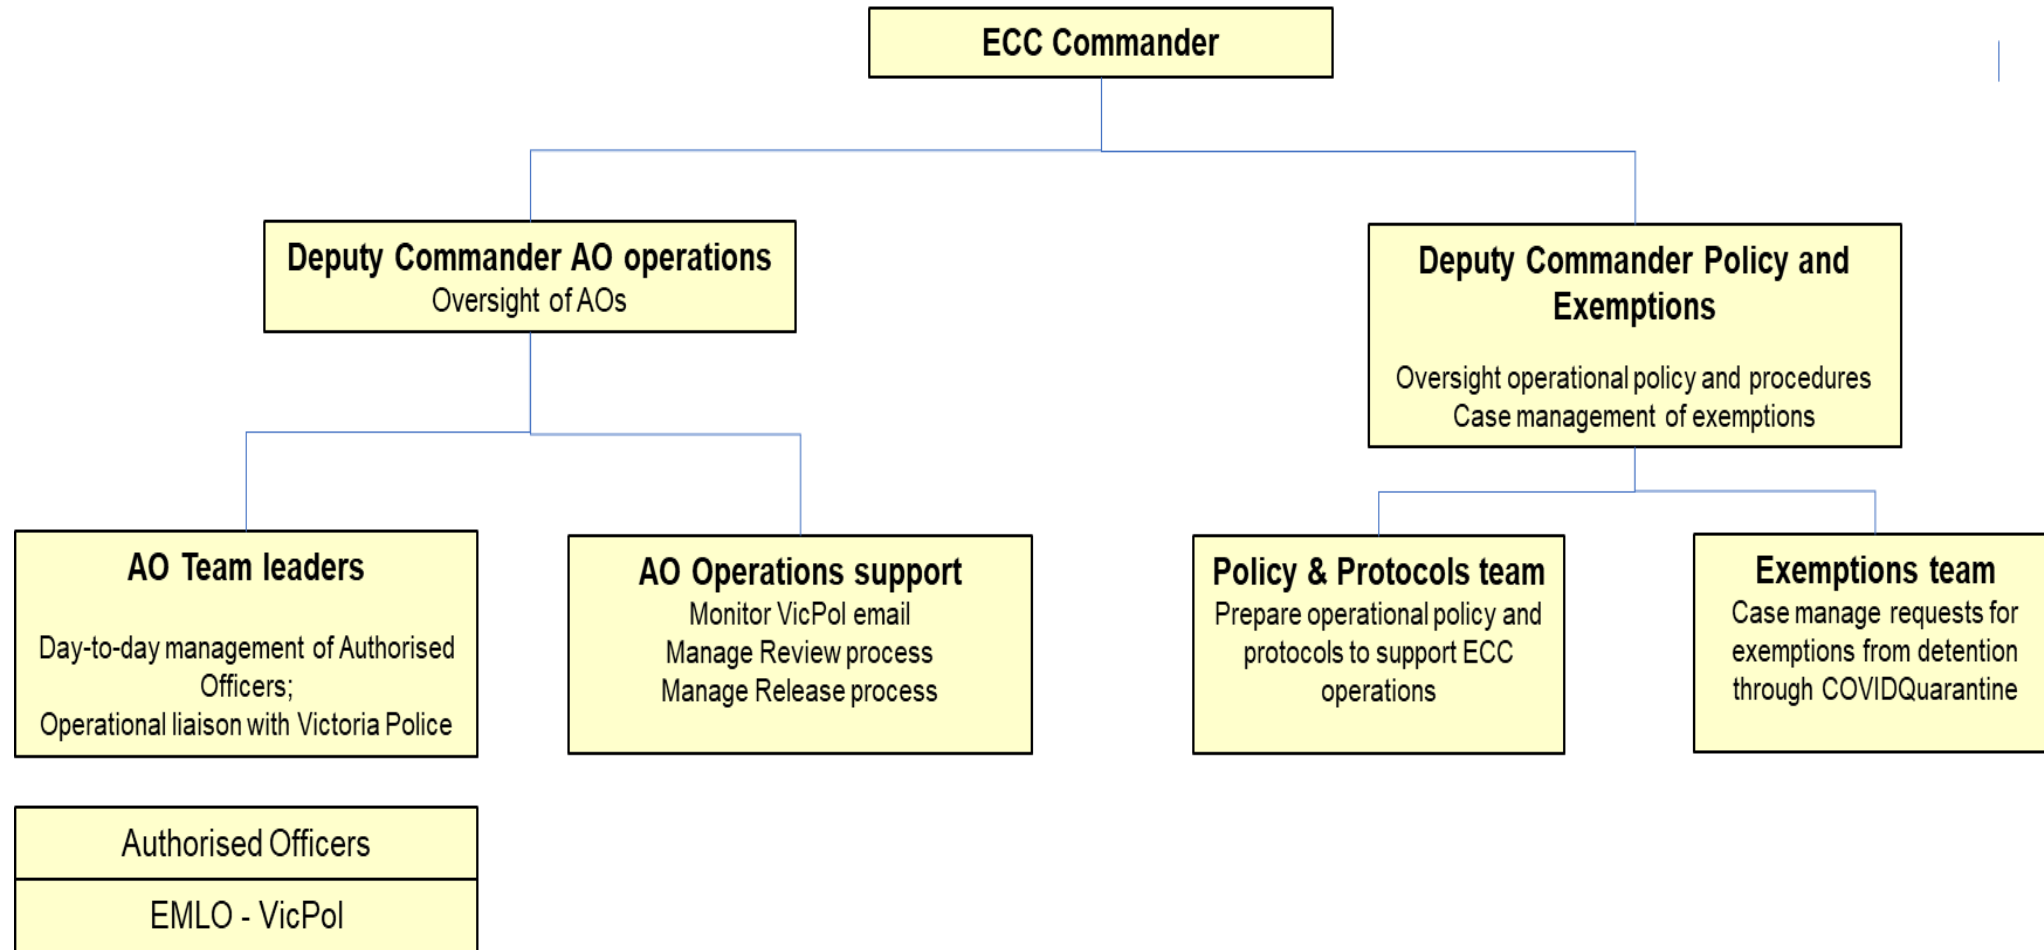 ECC Commander
Deputy Commander AO operations
Oversight of AOs
Deputy Commander Policy and
Exemptions
Oversight operational policy and procedures
Case management of exemptions
AO Team leaders
Day-to-day management of Authorised
Officers;
Operational liaison with Victoria Police
AO Operations support
Monitor VicPol email
Manage Review process
Manage Release process
Policy & Protocols team
Prepare operational policy and
protocols to support ECC
operations
Exemptions team
Case manage requests for
exemptions from detention
through COVIDQuarantine
Authorised Officers
EMLO - VicPol